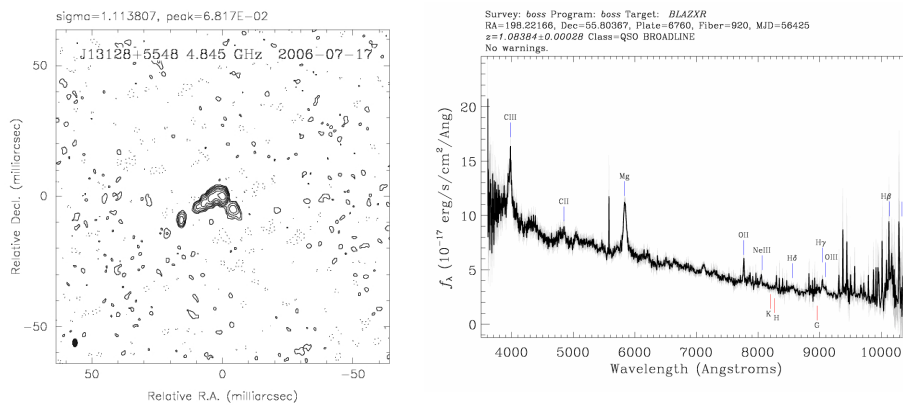 sigma=1.113807, peak=6.817E-02
J13128+5548 4.845 GHz 2006-07-17
Relative Decl. (milliarcsec)
50
0
−50
50
0
−50
Relative R.A. (milliarcsec)
Survey: boss Program: boss Target: BLAZXR
RA=198.22166, Dec=55.80367, Plate=6760, Fiber=920, MJD=56425
z=1.08384±0.00028 Class=QSO BROADLINE
No warnings.
fλ (10⁻¹⁷ erg/s/cm²/Ang)
20
15
10
5
0
CIII
CII
Mg
OII
NeIII
Hδ
Hγ
OIII
Hβ
K
H
G
4000
5000
6000
7000
8000
9000
10000
Wavelength (Angstroms)